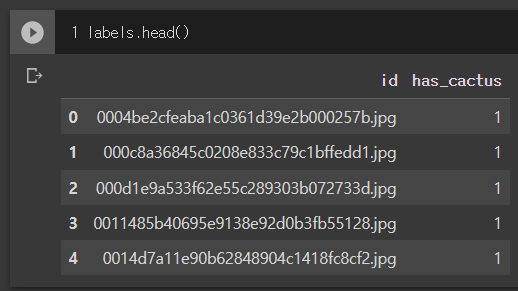 1 labels.head()
id has_cactus
0 0004be2cfeaba1c0361d39e2b000257b.jpg 1
1 000c8a36845c0208e833c79c1bffedd1.jpg 1
2 000d1e9a533f62e55c289303b072733d.jpg 1
3 0011485b40695e9138e92d0b3fb55128.jpg 1
4 0014d7a11e90b62848904c1418fc8cf2.jpg 1